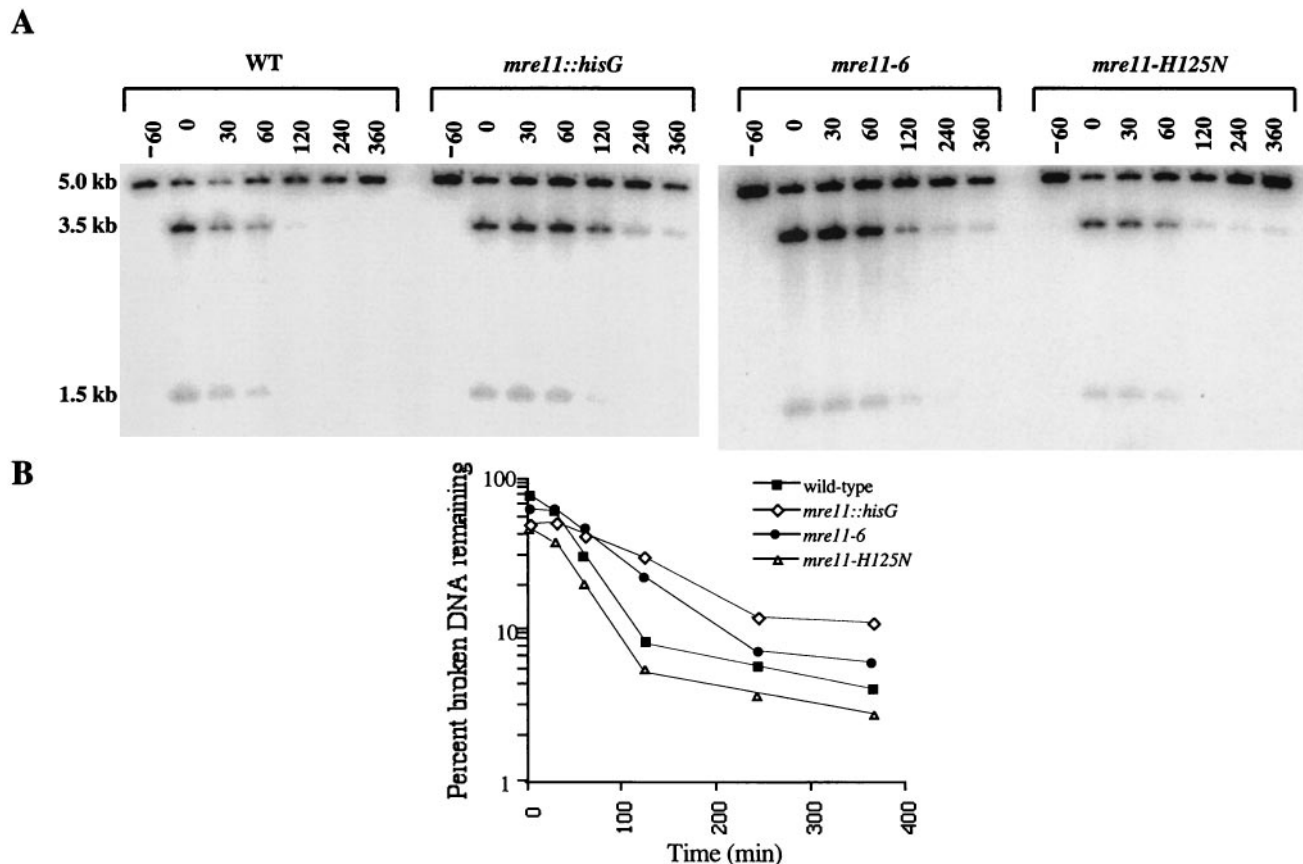 A
WT mre11::hisG mre11-6 mre11-H125N
-60 0 30 60 120 240 360 -60 0 30 60 120 240 360 -60 0 30 60 120 240 360 -60 0 30 60 120 240 360
5.0 kb
3.5 kb
1.5 kb
B
Percent broken DNA remaining
100
10
1
wild-type
mre11::hisG
mre11-6
mre11-H125N
0 100 200 300 400
Time (min)